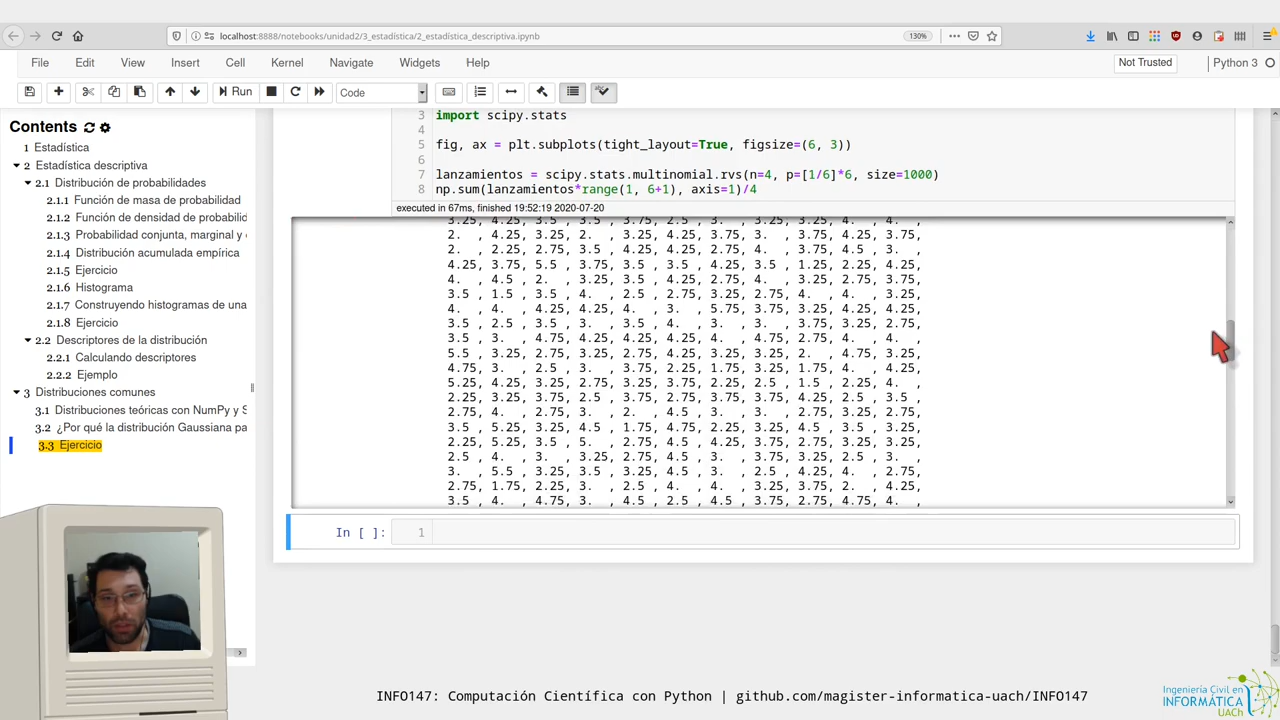 localhost:8888/notebooks/unidad2/3_estadística/2_estadística_descriptiva.ipynb
130%
File Edit View Insert Cell Kernel Navigate Widgets Help
Not Trusted
Python 3
Run
Code
Contents
1 Estadística
2 Estadística descriptiva
2.1 Distribución de probabilidades
2.1.1 Función de masa de probabilidad
2.1.2 Función de densidad de probabilid
2.1.3 Probabilidad conjunta, marginal y
2.1.4 Distribución acumulada empírica
2.1.5 Ejercicio
2.1.6 Histograma
2.1.7 Construyendo histogramas de una
2.1.8 Ejercicio
2.2 Descriptores de la distribución
2.2.1 Calculando descriptores
2.2.2 Ejemplo
3 Distribuciones comunes
3.1 Distribuciones teóricas con NumPy y S
3.2 ¿Por qué la distribución Gaussiana pa
3.3 Ejercicio
3 import scipy.stats
4
5 fig, ax = plt.subplots(tight_layout=True, figsize=(6, 3))
6
7 lanzamientos = scipy.stats.multinomial.rvs(n=4, p=[1/6]*6, size=1000)
8 np.sum(lanzamientos*range(1, 6+1), axis=1)/4
executed in 67ms, finished 19:52:19 2020-07-20
3.25, 4.25, 3.5 , 3.5 , 3.75, 2.5 , 3.  , 3.25, 3.25, 4.  , 4.  ,
2.  , 4.25, 3.25, 2.  , 3.25, 4.25, 3.75, 3.  , 3.75, 4.25, 3.75,
2.  , 2.25, 2.75, 3.5 , 4.25, 4.25, 2.75, 4.  , 3.75, 4.5 , 3.  ,
4.25, 3.75, 5.5 , 3.75, 3.5 , 3.5 , 4.25, 3.5 , 1.25, 2.25, 4.25,
4.  , 4.5 , 2.  , 3.25, 3.5 , 4.25, 2.75, 4.  , 3.25, 2.75, 3.75,
3.5 , 1.5 , 3.5 , 4.  , 2.5 , 2.75, 3.25, 2.75, 4.  , 4.  , 3.25,
4.  , 4.  , 4.25, 4.25, 4.  , 3.  , 5.75, 3.75, 3.25, 4.25, 4.25,
3.5 , 2.5 , 3.5 , 3.  , 3.5 , 4.  , 3.  , 3.  , 3.75, 3.25, 2.75,
3.5 , 3.  , 4.75, 4.25, 4.25, 4.25, 4.  , 4.75, 2.75, 4.  , 4.  ,
5.5 , 3.25, 2.75, 3.25, 2.75, 4.25, 3.25, 3.25, 2.  , 4.75, 3.25,
4.75, 3.  , 2.5 , 3.  , 3.75, 2.25, 1.75, 3.25, 1.75, 4.  , 4.25,
5.25, 4.25, 3.25, 2.75, 3.25, 3.75, 2.25, 2.5 , 1.5 , 2.25, 4.  ,
2.25, 3.25, 3.75, 2.5 , 3.75, 3.25, 3.75, 3.75, 4.25, 2.5 , 3.5 ,
2.75, 4.  , 2.75, 3.  , 2.  , 4.5 , 3.  , 3.5 , 3.25, 3.25, 2.75,
3.5 , 5.25, 3.25, 4.5 , 1.75, 4.75, 2.25, 3.25, 4.5 , 3.5 , 3.25,
2.25, 5.25, 3.5 , 5.  , 2.75, 4.5 , 2.25, 2.75, 3.75, 3.25, 3.25,
2.5 , 4.  , 3.  , 3.25, 2.75, 4.5 , 3.  , 3.75, 3.25, 2.5 , 3.  ,
3.  , 5.5 , 3.25, 3.5 , 3.25, 4.5 , 3.  , 2.5 , 4.25, 4.  , 2.75,
2.75, 1.75, 2.25, 3.  , 2.5 , 4.  , 4.  , 3.25, 3.75, 2.  , 4.25,
3.5 , 4.  , 4.75, 3.  , 4.5 , 2.5 , 4.5 , 3.75, 2.75, 4.75, 4.  ,
In [ ]: 1
INFO147: Computación Científica con Python | github.com/magister-informatica-uach/INFO147
Ingeniería Civil en
INFORMÁTICA
UACh